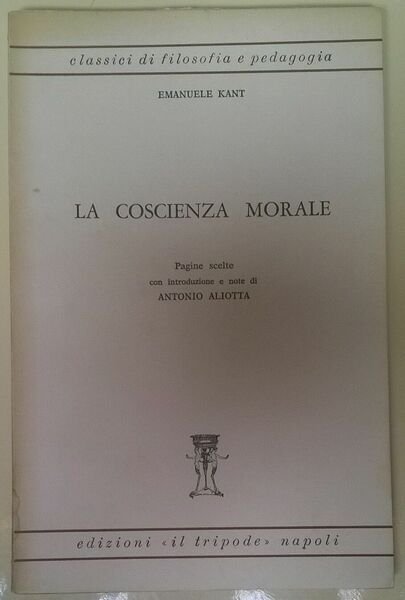 classici di filosofia e pedagogia
EMANUELE KANT
LA COSCIENZA MORALE
Pagine scelte
con introduzione e note di
ANTONIO ALIOTTA
edizioni «il tripode» napoli